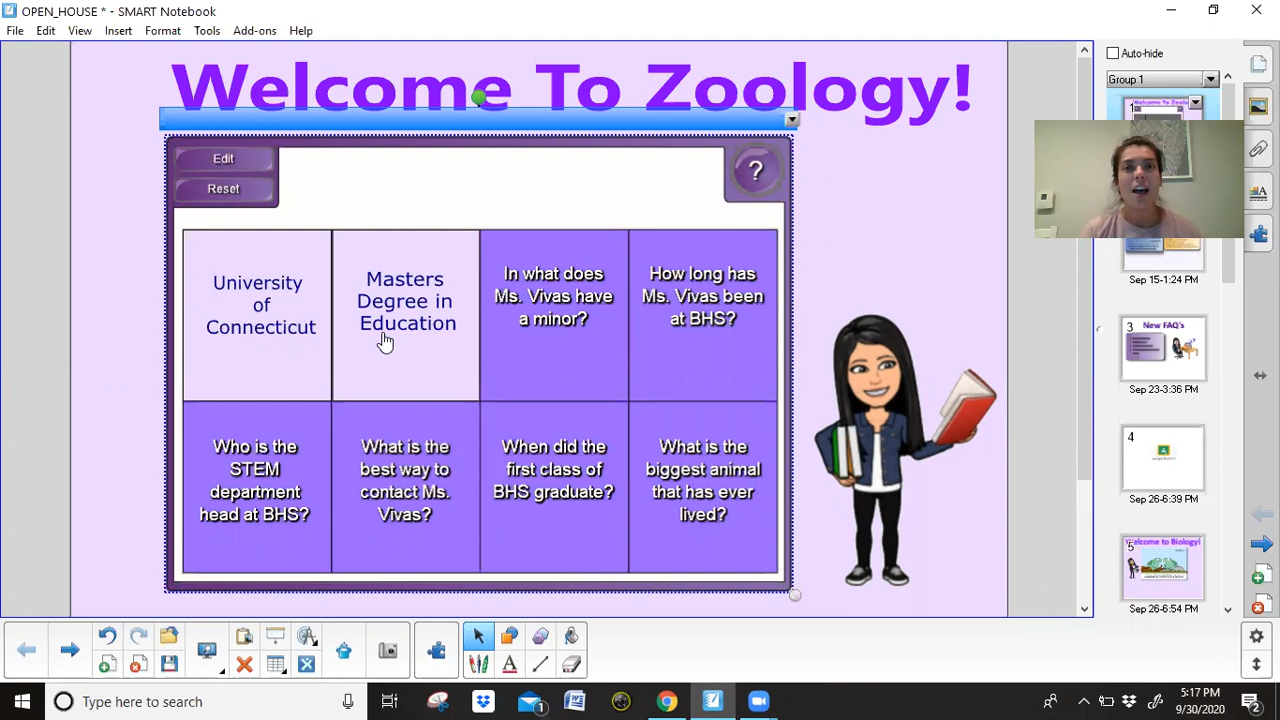 OPEN_HOUSE * - SMART Notebook
File Edit View Insert Format Tools Add-ons Help
Welcome To Zoology!
Edit
Reset
?
University
of
Connecticut
Masters
Degree in
Education
In what does
Ms. Vivas have
a minor?
How long has
Ms. Vivas been
at BHS?
Who is the
STEM
department
head at BHS?
What is the
best way to
contact Ms.
Vivas?
When did the
first class of
BHS graduate?
What is the
biggest animal
that has ever
lived?
Auto-hide
Group 1
1
Sep 15-1:24 PM
3
New FAQ's
Sep 23-3:36 PM
4
Sep 26-6:39 PM
5
Welcome to Biology!
Sep 26-6:54 PM
Type here to search
5:17 PM
9/30/2020